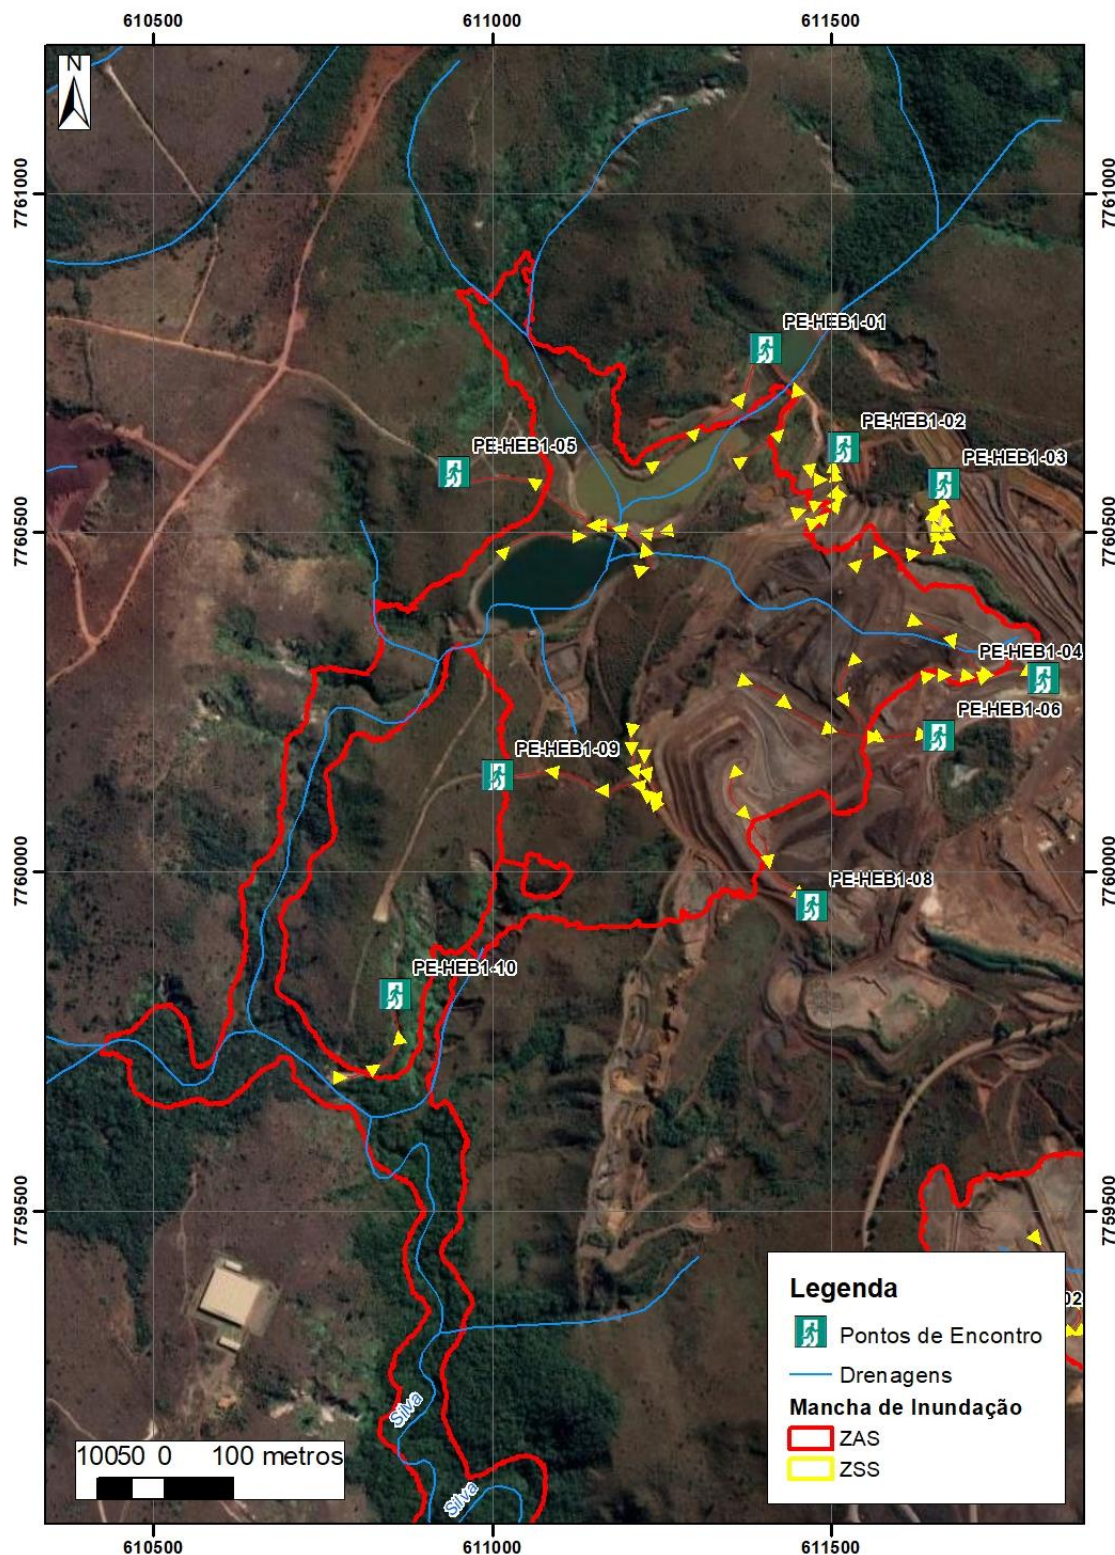 610500 611000 611500
N
7761000 7761000
PE-HEB1-01
PE-HEB1-02
PE-HEB1-05
PE-HEB1-03
7760500 7760500
PE-HEB1-04
PE-HEB1-06
PE-HEB1-09
7760000 7760000
PE-HEB1-08
PE-HEB1-10
7759500 7759500
Legenda
02
Pontos de Encontro
Drenagens
Mancha de Inundação
ZAS
ZSS
Silva
Silva
10050 0 100 metros
610500 611000 611500